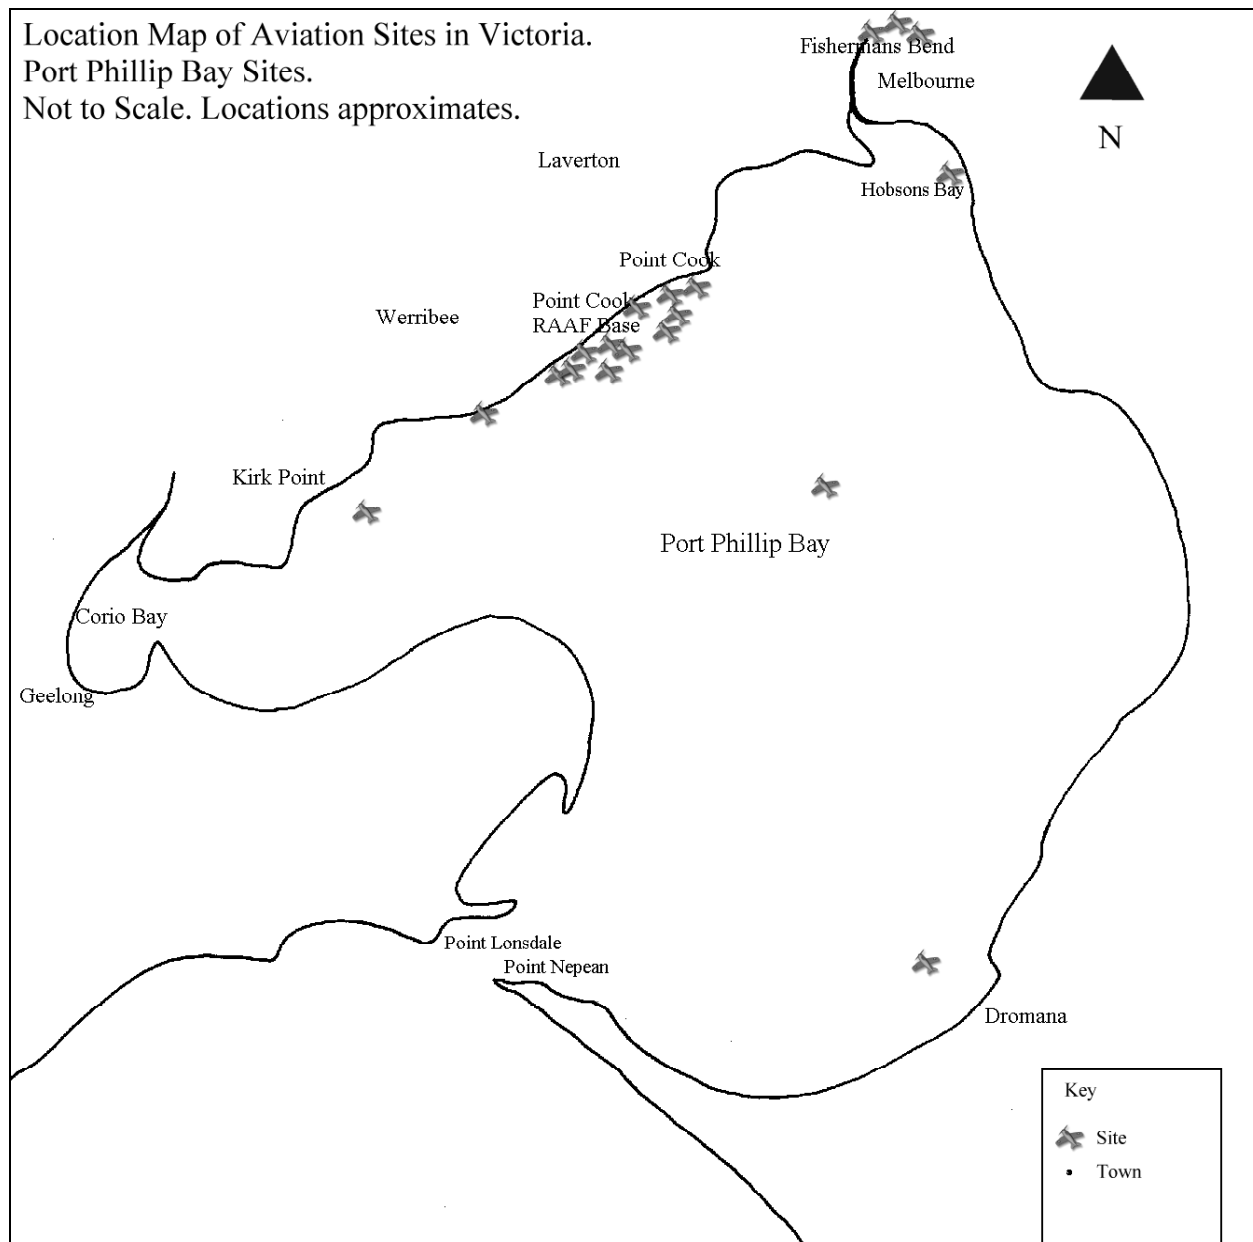 Location Map of Aviation Sites in Victoria.
Port Phillip Bay Sites.
Not to Scale. Locations approximates.
Fishermans Bend
Melbourne
N
Laverton
Hobsons Bay
Point Cook
Point Cook
RAAF Base
Werribee
Kirk Point
Port Phillip Bay
Corio Bay
Geelong
Point Lonsdale
Point Nepean
Dromana
Key
Site
Town